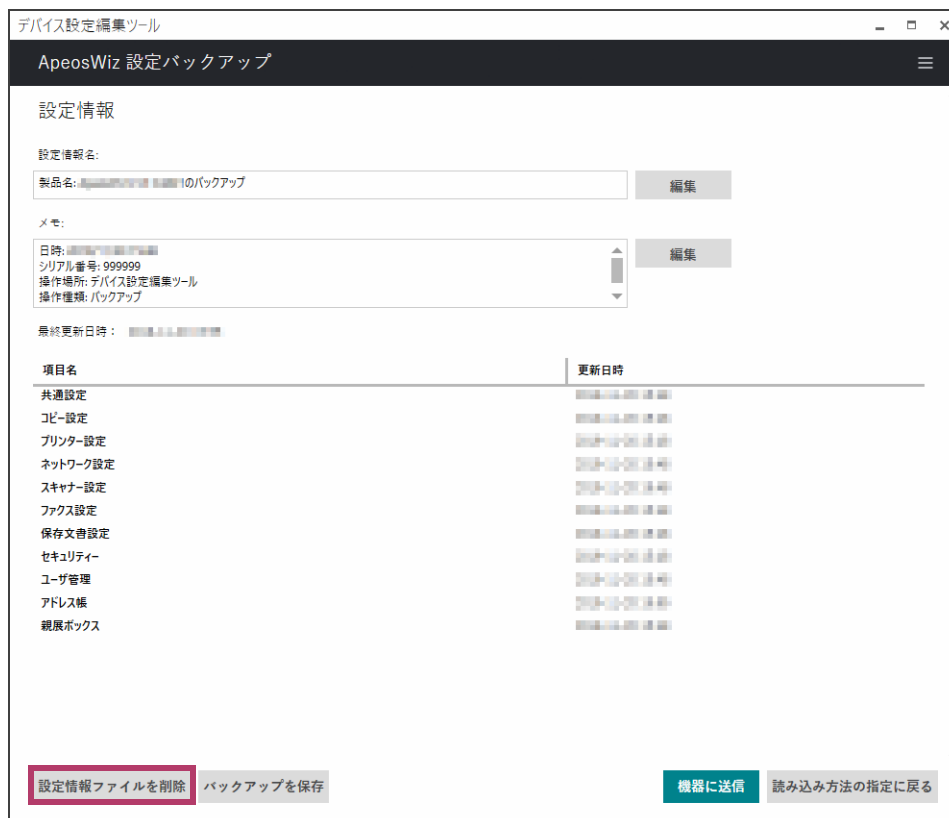 デバイス設定編集ツール
ApeosWiz 設定バックアップ
設定情報
設定情報名:
製品名: のバックアップ
編集
メモ:
日時:
シリアル番号: 999999
操作場所: デバイス設定編集ツール
操作種類: バックアップ
編集
最終更新日時：
項目名 更新日時
共通設定
コピー設定
プリンター設定
ネットワーク設定
スキャナー設定
ファクス設定
保存文書設定
セキュリティー
ユーザ管理
アドレス帳
親展ボックス
設定情報ファイルを削除 バックアップを保存 機器に送信 読み込み方法の指定に戻る